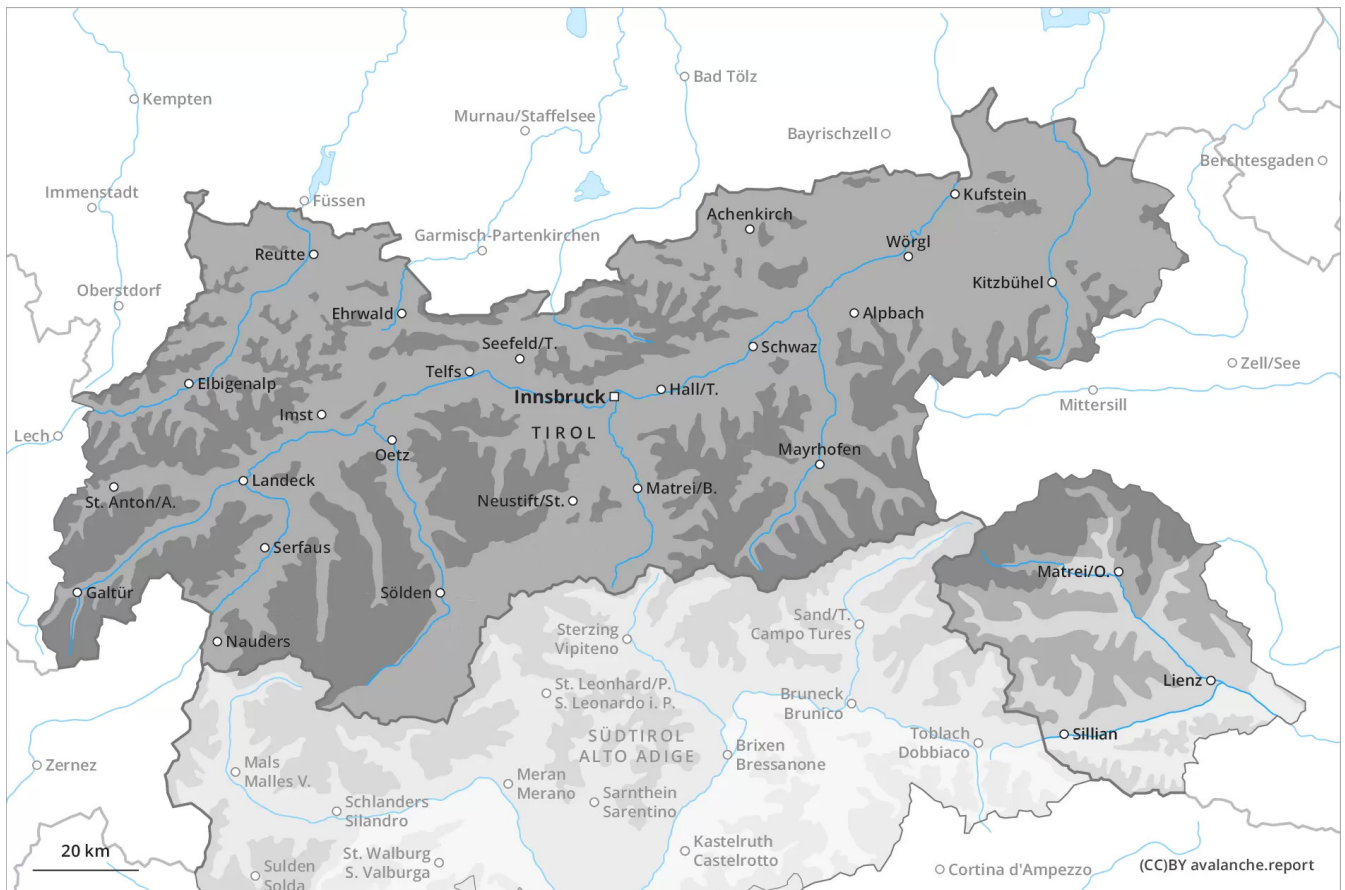 Bad Tölz
Kempten
Murnau/Staffelsee
Bayrischzell
Berchtesgaden
Immenstadt
Füssen
Kufstein
Achenkirch
Garmisch-Partenkirchen
Wörgl
Reutte
Kitzbühel
Oberstdorf
Ehrwald
Alpbach
Seefeld/T.
Schwaz
Zell/See
Telfs
Elbigenalp
Hall/T.
Innsbruck
Mittersill
Imst
TIROL
Lech
Oetz
Mayrhofen
Landeck
St. Anton/A.
Matrei/B.
Neustift/St.
Serfaus
Matrei/O.
Galtür
Sölden
Sand/T.
Campo Tures
Sterzing
Vipiteno
Nauders
Lienz
St. Leonhard/P.
S. Leonardo i. P.
Bruneck
Brunico
Sillian
SÜDTIROL
ALTO ADIGE
Toblach
Dobbiaco
Brixen
Bressanone
Zernez
Mals
Malles V.
Meran
Merano
Sarnthein
Sarentino
Schlanders
Silandro
Kastelruth
Castelrotto
20 km
St. Walburg
S. Valburga
Sulden
Solda
Cortina d'Ampezzo
(CC)BY avalanche.report